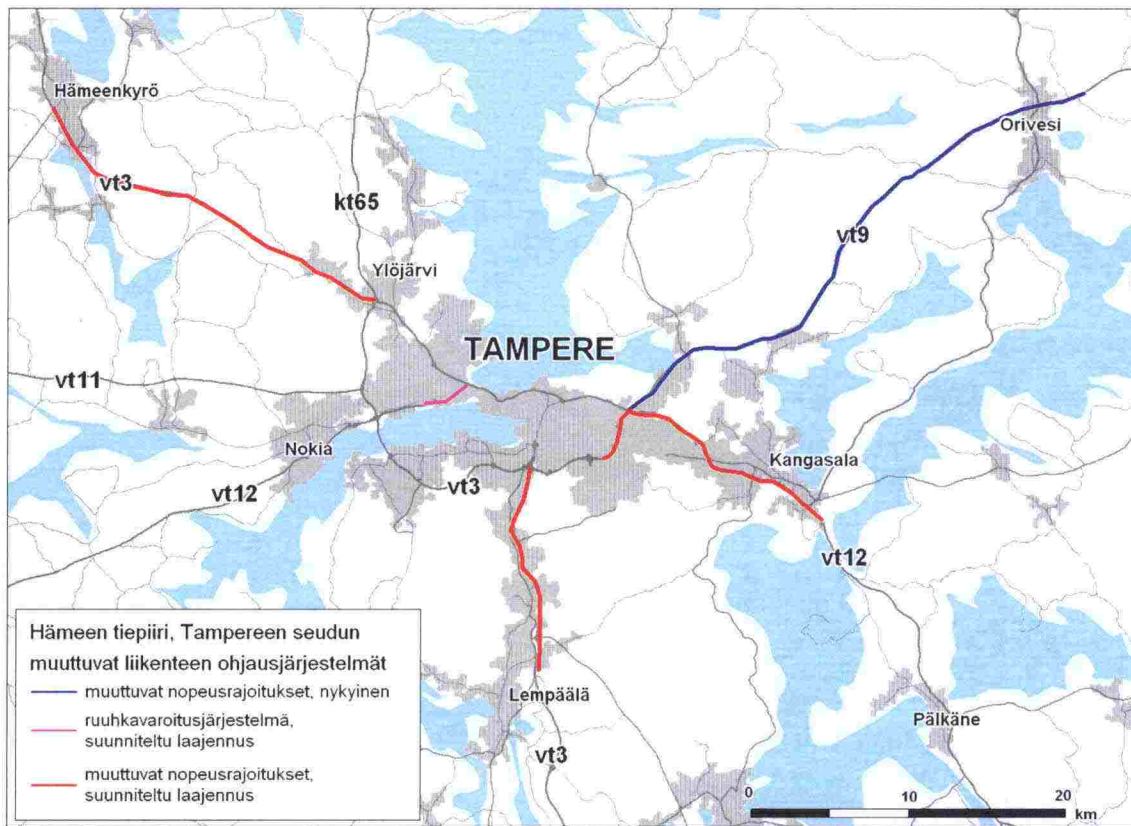 Hämeenkyrö
Orivesi
vt3
kt65
vt9
Ylöjärvi
TAMPERE
vt11
Nokia
Kangasala
vt3
vt12
vt12
Hämeen tiepiiri, Tampereen seudun
muuttuvat liikenteen ohjausjärjestelmät
muuttuvat nopeusrajoitukset, nykyinen
ruuhkavaroitusjärjestelmä,
suunniteltu laajennus
muuttuvat nopeusrajoitukset,
suunniteltu laajennus
Lempäälä
Pälkäne
vt3
0 10 20
km